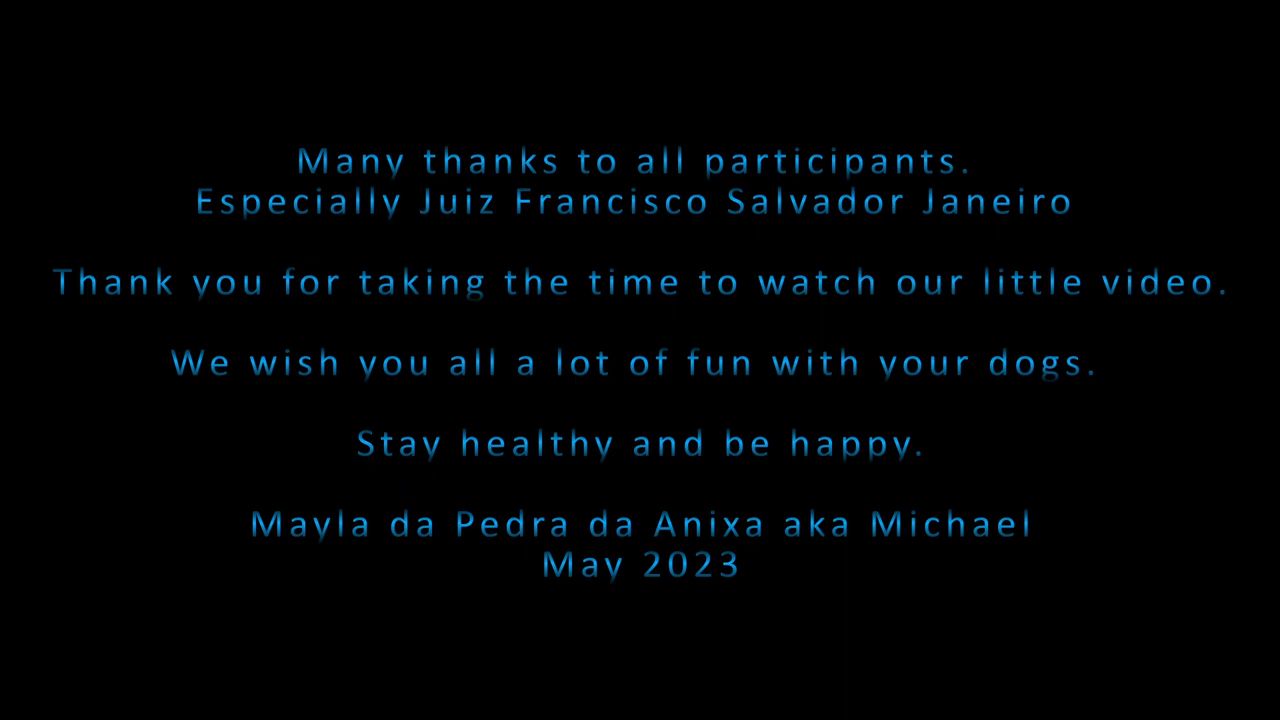 Many thanks to all participants.
Especially Juiz Francisco Salvador Janeiro
Thank you for taking the time to watch our little video.
We wish you all a lot of fun with your dogs.
Stay healthy and be happy.
Mayla da Pedra da Anixa aka Michael
May 2023